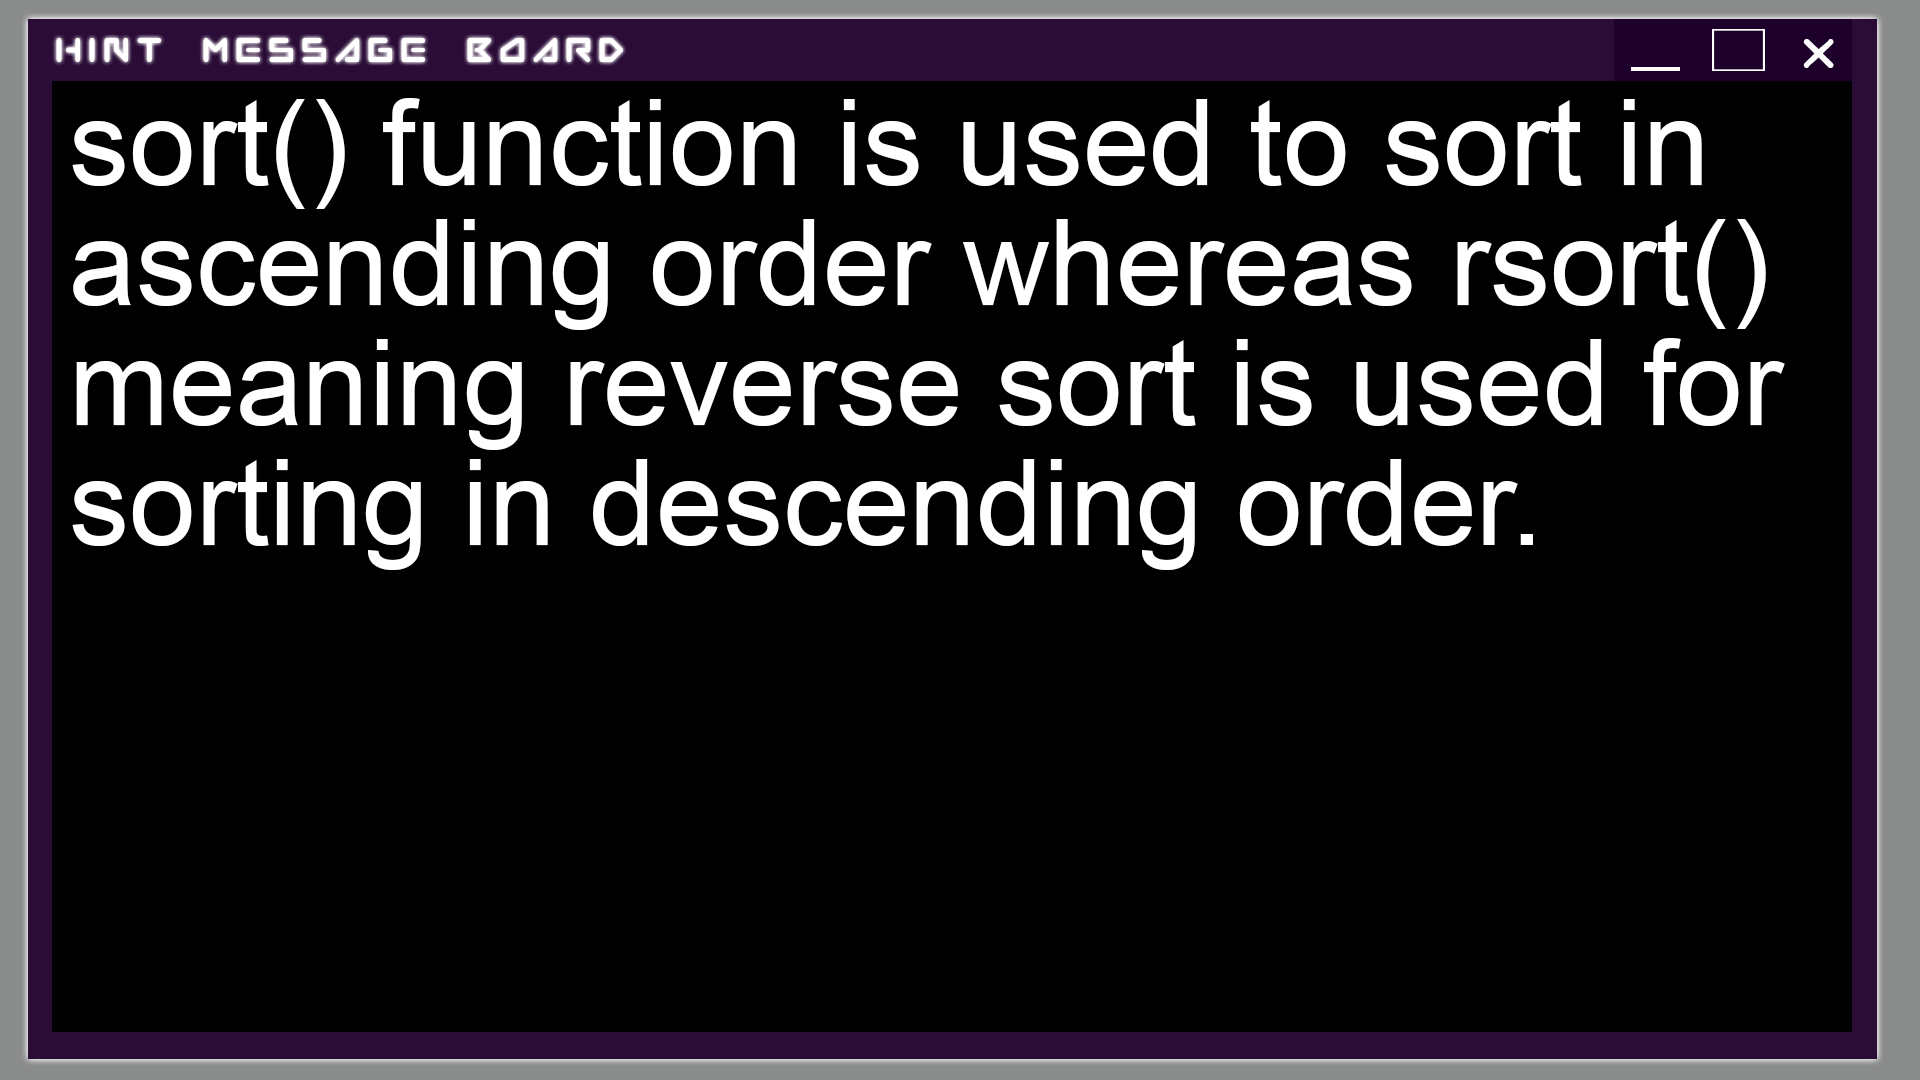 HINT MESSAGE BOARD
sort() function is used to sort in
ascending order whereas rsort()
meaning reverse sort is used for
sorting in descending order.